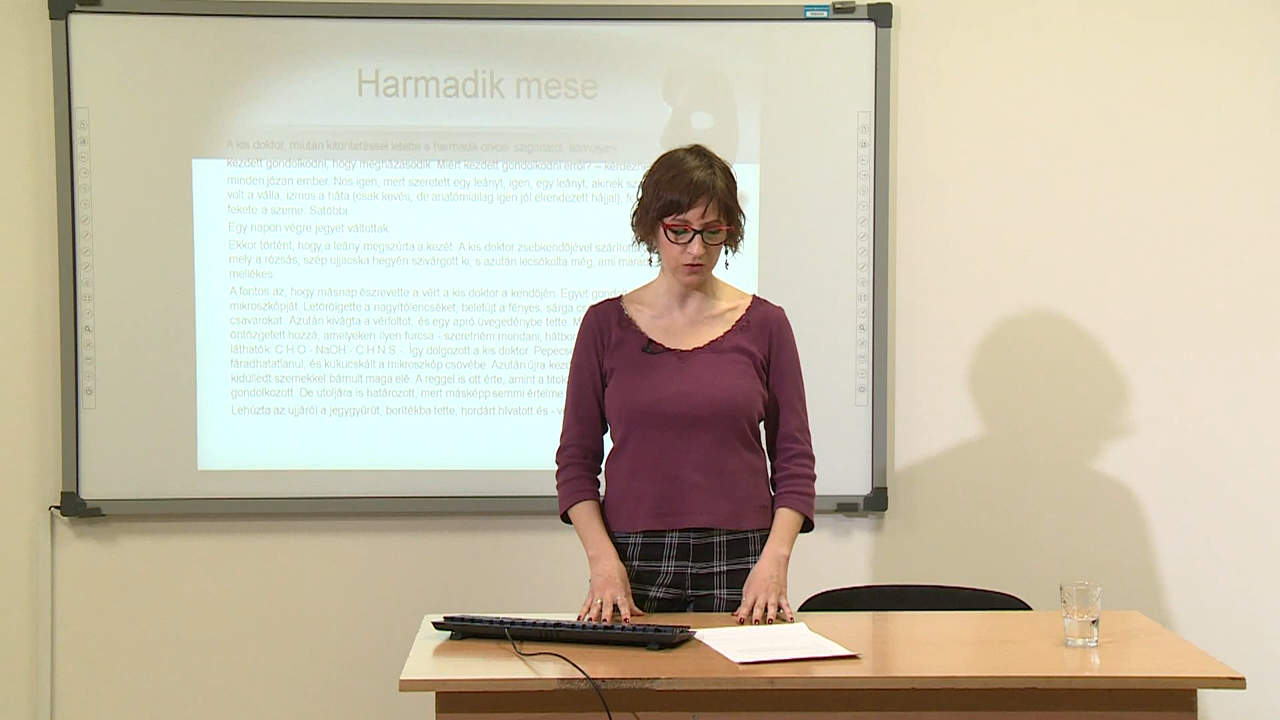 Harmadik mese
A kis doktor, miután kitüntetéssel letette a harmadik orvosi szigorlatot, komolyan
kezdett gondolkodni, hogy megházasodik. Miért kezdett gondolkodni erről? – kérdezhetné
minden józan ember. Nos igen, mert szeretett egy leányt, igen, egy leányt, akinek
volt a válla, izmos a háta (csak kevés, de anatómiailag igen jól elrendezett hájjal),
fekete a szeme. Satöbbi.
Egy napon végre jegyet váltottak.
Ekkor történt, hogy a leány megszúrta a kezét. A kis doktor zsebkendőjével szárította
mely a rózsás, szép ujjacska hegyén szivárgott ki, s azután lecsókolta még, ami
mellékes.
A fontos az, hogy másnap észrevette a vért a kis doktor a kendőjén. Egyet
mikroszkópját. Letörölgette a nagyítólencséket, belefújt a fényes, sárga
csavarokat. Azután kivágta a vérfoltot, és egy apró üvegedénybe tette.
öntözgetett hozzá, amelyeken ilyen furcsa - szeretném mondani,
láthatók: C H O - NaOH - C H N S -. Így dolgozott a kis doktor.
fáradhatatlanul, és kukucskált a mikroszkóp csövébe. Azután újra
kidülledt szemekkel bámult maga elé. A reggel is ott érte, amint a
gondolkozott. De utoljára is határozott, mert másképp semmi
Lehúzta az ujjáról a jegygyűrűt, borítékba tette, hordárt hívatott és -